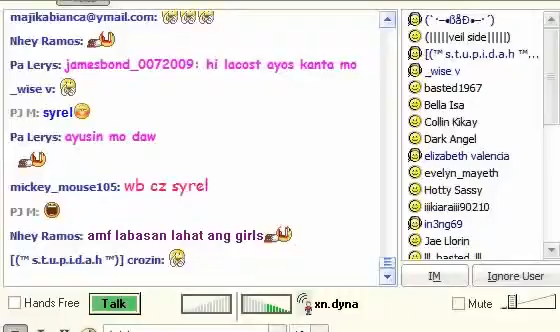 majikabianca@ymail.com:
Nhey Ramos:
Pa Lerys: jamesbond_0072009: hi lacost ayos kanta mo
_wise v:
PJ M: syrel
Pa Lerys: ayusin mo daw
mickey_mouse105: wb cz syrel
PJ M:
Nhey Ramos: amf labasan lahat ang girls
[(™ s.t.u.p.i.d.a.h ™)] crozin:
(`·.–•ßåÐ•–·´)
(|||||veil side|||||)
[(™ s.t.u.p.i.d.a.h ™...
_wise v
basted1967
Bella Isa
Collin Kikay
Dark Angel
elizabeth valencia
evelyn_mayeth
Hotty Sassy
iiikiaraiii90210
in3ng69
Jae Llorin
IM
Ignore User
Hands Free
Talk
xn.dyna
Mute